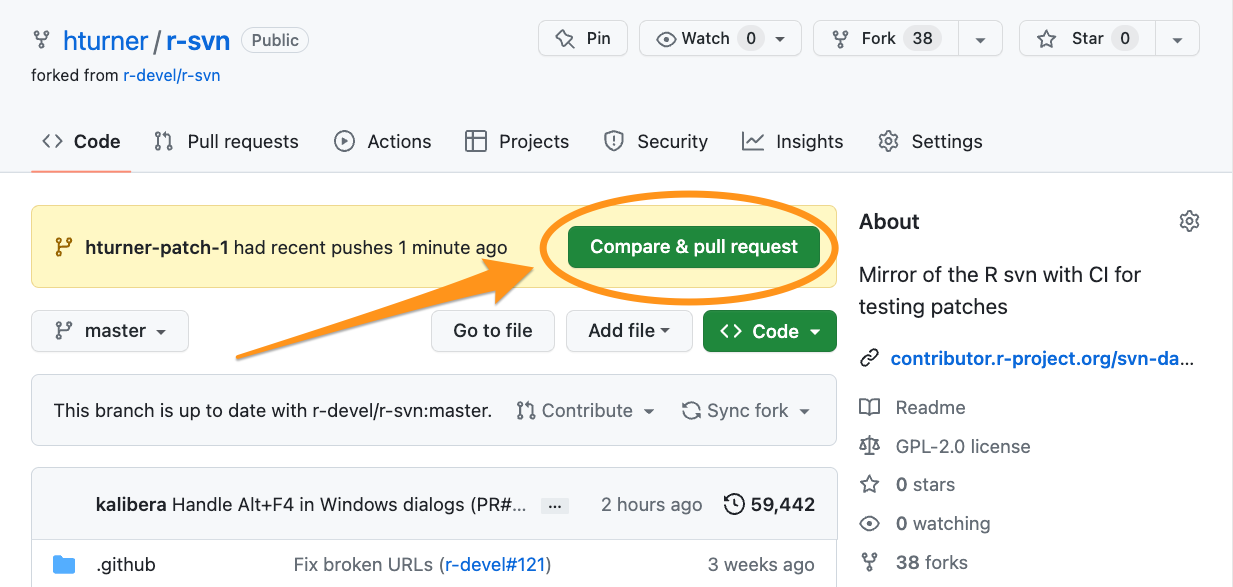 hturner / r-svn Public
Pin
Watch 0
Fork 38
Star 0
forked from r-devel/r-svn
Code
Pull requests
Actions
Projects
Security
Insights
Settings
hturner-patch-1 had recent pushes 1 minute ago
Compare & pull request
master
Go to file
Add file
Code
This branch is up to date with r-devel/r-svn:master.
Contribute
Sync fork
kalibera Handle Alt+F4 in Windows dialogs (PR#... ... 2 hours ago 59,442
.github Fix broken URLs (r-devel#121) 3 weeks ago
About
Mirror of the R svn with CI for
testing patches
contributor.r-project.org/svn-da...
Readme
GPL-2.0 license
0 stars
0 watching
38 forks